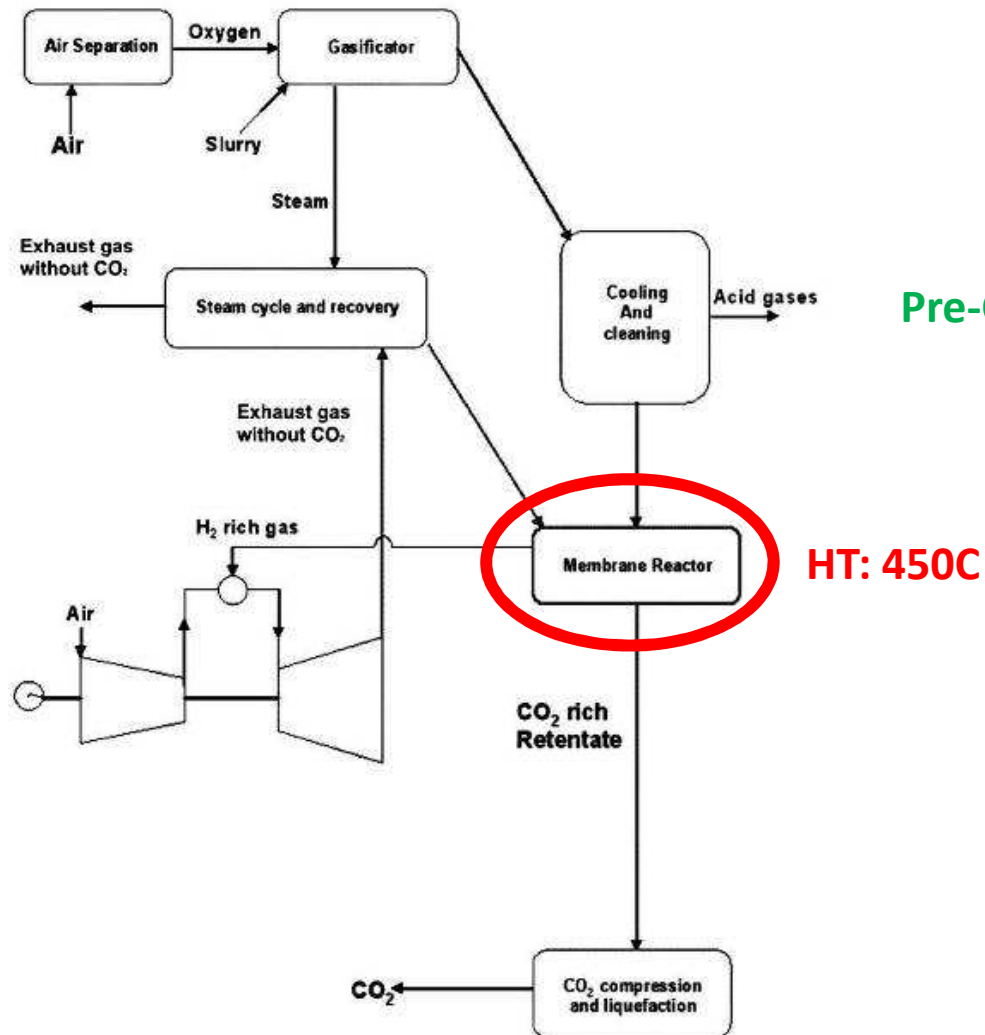 Air Separation
Oxygen
Gasificator
Air
Slurry
Steam
Exhaust gas
without CO₂
Steam cycle and recovery
Cooling
And
cleaning
Acid gases
Pre-
Exhaust gas
without CO₂
H₂ rich gas
Membrane Reactor
HT: 450C
Air
CO₂ rich
Retentate
CO₂
CO₂ compression
and liquefaction